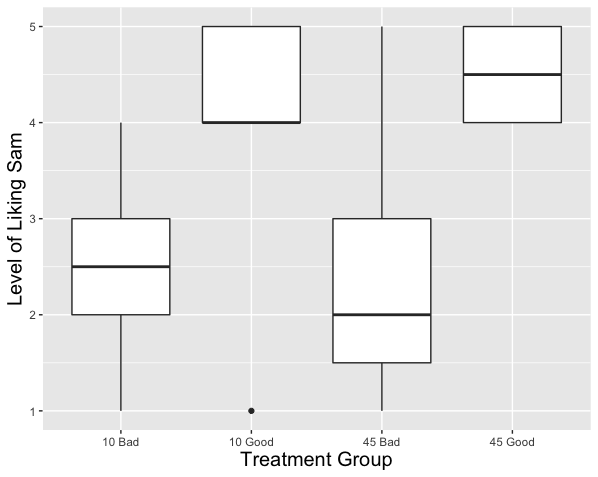 Level of Liking Sam
5
4
3
2
1
10 Bad
10 Good
45 Bad
45 Good
Treatment Group